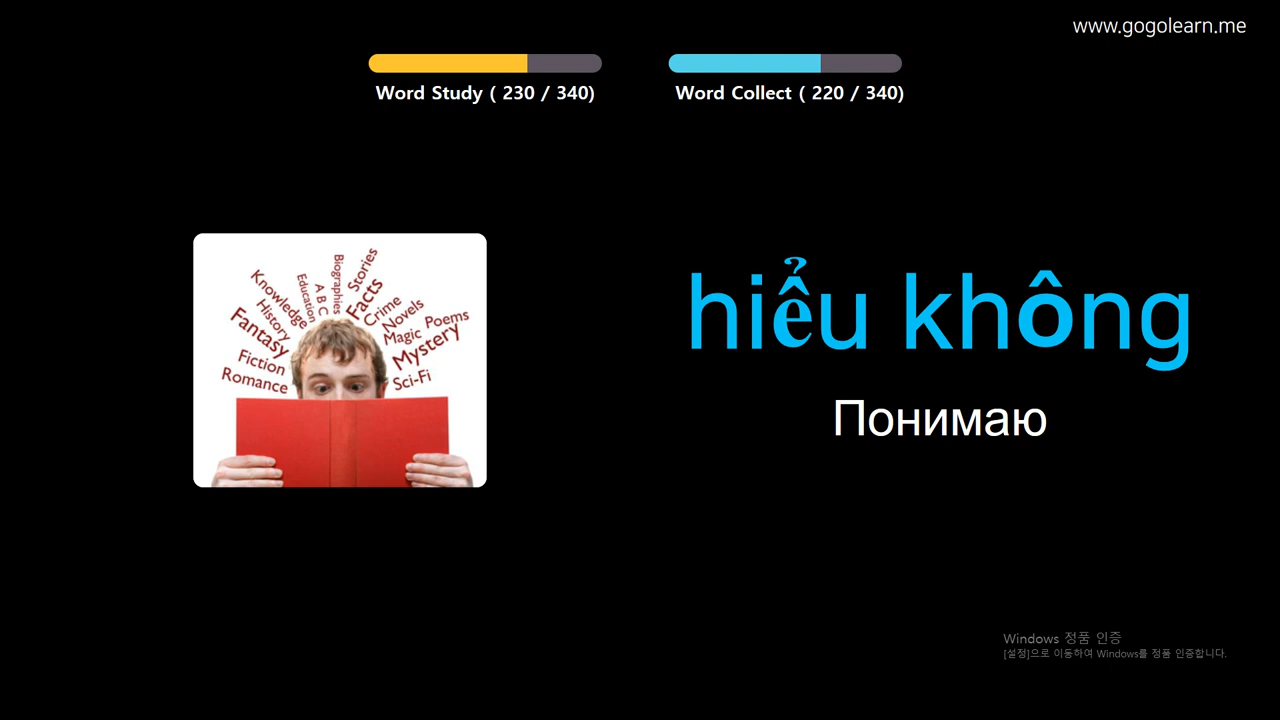 www.gogolearn.me
Word Study ( 230 / 340)
Word Collect ( 220 / 340)
Biographies
Stories
Knowledge
Education
A B C
Facts
History
Crime
Novels
Fantasy
Magic
Poems
Mystery
Fiction
Romance
Sci-Fi
hiểu không
Понимаю
Windows 정품 인증
[설정]으로 이동하여 Windows를 정품 인증합니다.